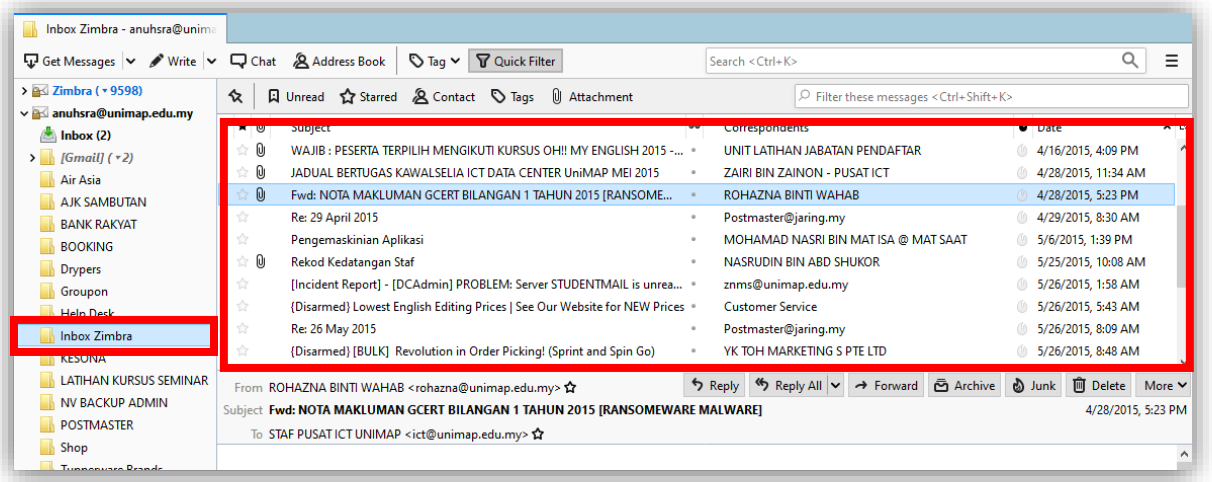 Inbox Zimbra - anuhsra@unima
Get Messages Write Chat Address Book Tag Quick Filter Search <Ctrl+K>
Zimbra (9598)
Unread Starred Contact Tags Attachment Filter these messages <Ctrl+Shift+K>
anuhsra@unimap.edu.my
Inbox (2)
[Gmail] (2)
Air Asia
AJK SAMBUTAN
BANK RAKYAT
BOOKING
Drypers
Groupon
Help Desk
Inbox Zimbra
KESUNA
LATIHAN KURSUS SEMINAR
NV BACKUP ADMIN
POSTMASTER
Shop
Tupperware Brands
Subject Correspondents Date
WAJIB : PESERTA TERPILIH MENGIKUTI KURSUS OH!! MY ENGLISH 2015 -... UNIT LATIHAN JABATAN PENDAFTAR 4/16/2015, 4:09 PM
JADUAL BERTUGAS KAWALSELIA ICT DATA CENTER UniMAP MEI 2015 ZAIRI BIN ZAINON - PUSAT ICT 4/28/2015, 11:34 AM
Fwd: NOTA MAKLUMAN GCERT BILANGAN 1 TAHUN 2015 [RANSOME... ROHAZNA BINTI WAHAB 4/28/2015, 5:23 PM
Re: 29 April 2015 Postmaster@jaring.my 4/29/2015, 8:30 AM
Pengemaskinian Aplikasi MOHAMAD NASRI BIN MAT ISA @ MAT SAAT 5/6/2015, 1:39 PM
Rekod Kedatangan Staf NASRUDIN BIN ABD SHUKOR 5/25/2015, 10:08 AM
[Incident Report] - [DCAdmin] PROBLEM: Server STUDENTMAIL is unrea... znms@unimap.edu.my 5/26/2015, 1:58 AM
{Disarmed} Lowest English Editing Prices | See Our Website for NEW Prices Customer Service 5/26/2015, 5:43 AM
Re: 26 May 2015 Postmaster@jaring.my 5/26/2015, 8:09 AM
{Disarmed} [BULK] Revolution in Order Picking! (Sprint and Spin Go) YK TOH MARKETING S PTE LTD 5/26/2015, 8:48 AM
From ROHAZNA BINTI WAHAB <rohazna@unimap.edu.my> Reply Reply All Forward Archive Junk Delete More
Subject Fwd: NOTA MAKLUMAN GCERT BILANGAN 1 TAHUN 2015 [RANSOMEWARE MALWARE] 4/28/2015, 5:23 PM
To STAF PUSAT ICT UNIMAP <ict@unimap.edu.my>